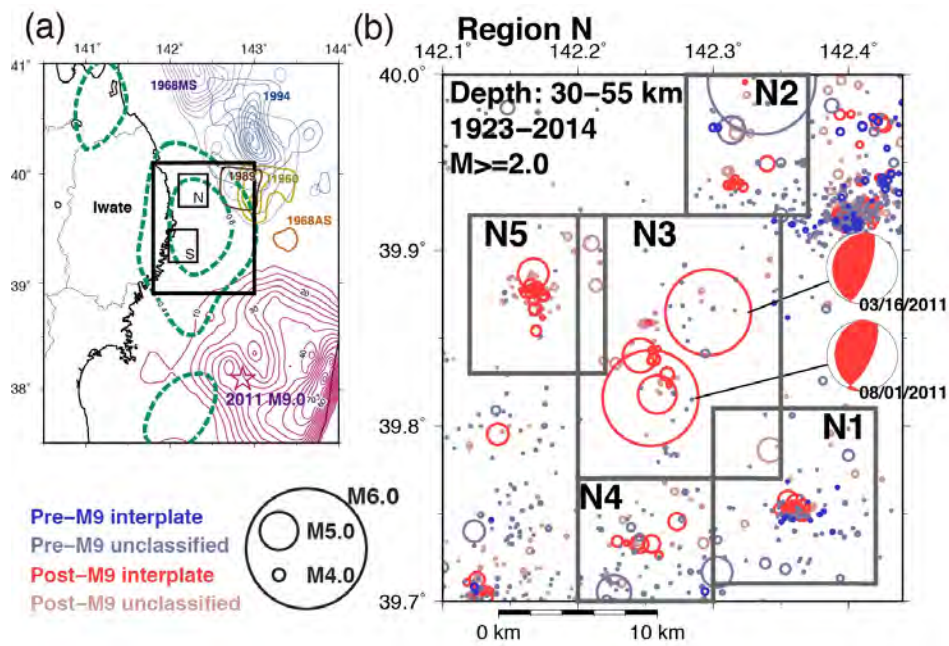 (a)
141˚ 142˚ 143˚ 144˚
41˚
40˚
39˚
38˚
1968MS
1994
1989
1960
1968AS
Iwate
N
S
2011 M9.0
Pre−M9 interplate
Pre−M9 unclassified
Post−M9 interplate
Post−M9 unclassified
M6.0
M5.0
M4.0
(b) Region N
142.1˚ 142.2˚ 142.3˚ 142.4˚
40.0˚
39.9˚
39.8˚
39.7˚
Depth: 30−55 km
1923−2014
M>=2.0
N2
N5
N3
03/16/2011
08/01/2011
N1
N4
0 km 10 km